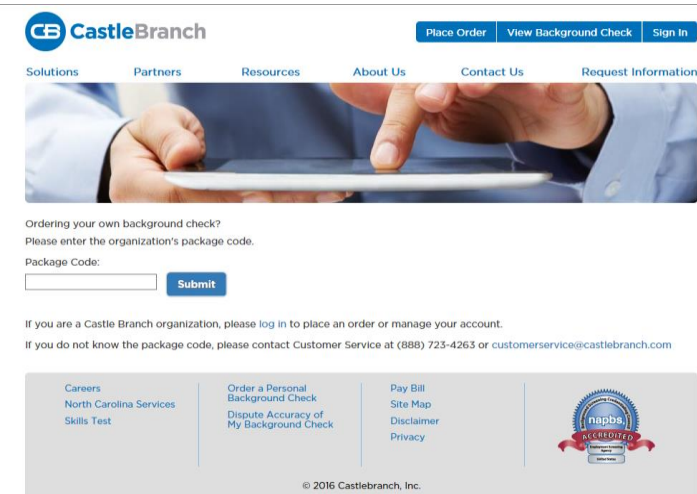 CB CastleBranch
Place Order View Background Check Sign In
Solutions Partners Resources About Us Contact Us Request Information
Ordering your own background check?
Please enter the organization's package code.
Package Code:
Submit
If you are a Castle Branch organization, please log in to place an order or manage your account.
If you do not know the package code, please contact Customer Service at (888) 723-4263 or customerservice@castlebranch.com
Careers
North Carolina Services
Skills Test
Order a Personal
Background Check
Dispute Accuracy of
My Background Check
Pay Bill
Site Map
Disclaimer
Privacy
napbs
ACCREDITED
© 2016 Castlebranch, Inc.